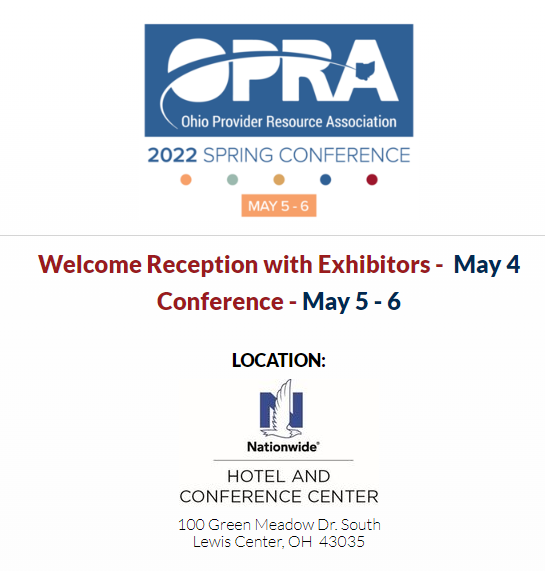 OPRA
Ohio Provider Resource Association
2022 SPRING CONFERENCE
MAY 5 - 6
Welcome Reception with Exhibitors - May 4
Conference - May 5 - 6
LOCATION:
N
Nationwide®
HOTEL AND
CONFERENCE CENTER
100 Green Meadow Dr. South
Lewis Center, OH 43035